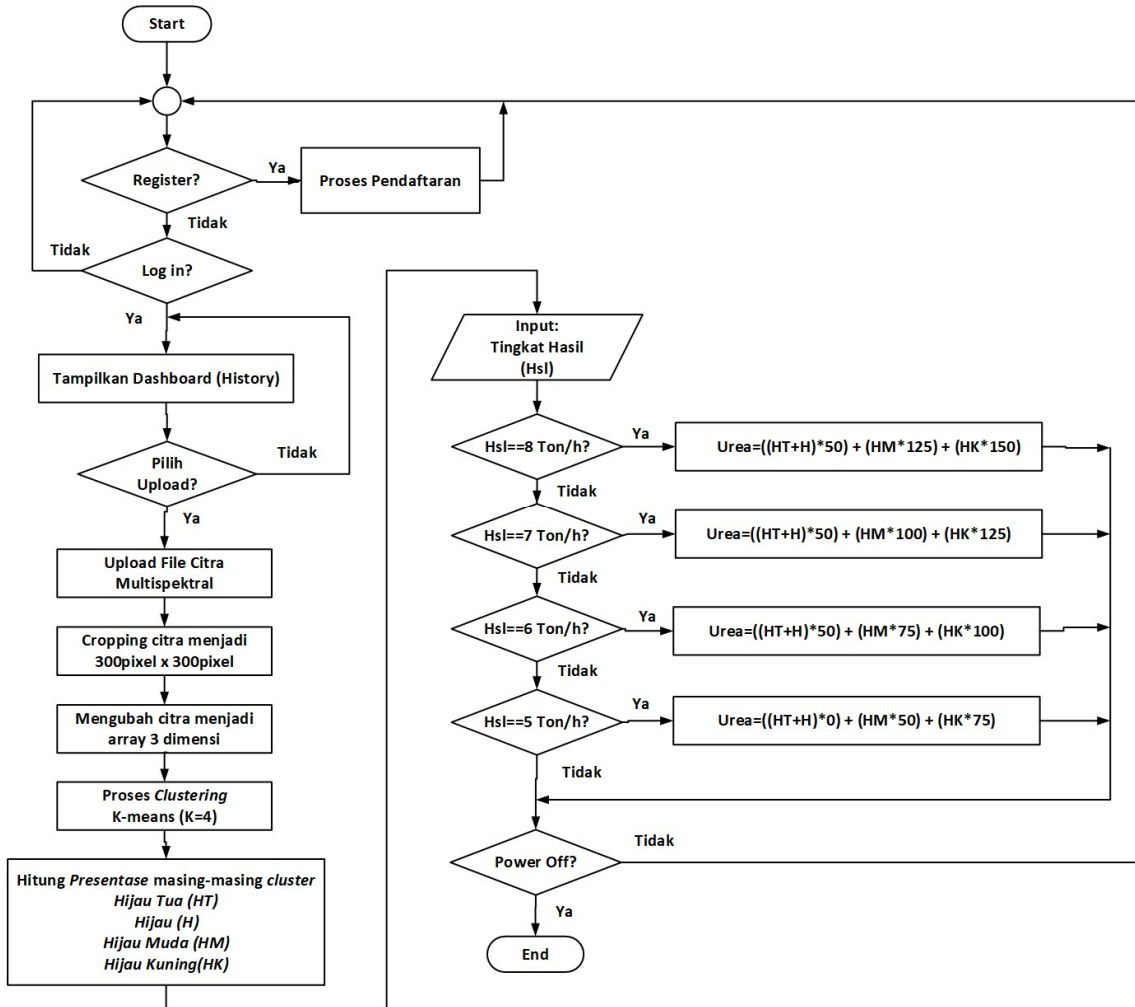 Start
Register?
Ya
Proses Pendaftaran
Tidak
Tidak
Log in?
Ya
Tampilkan Dashboard (History)
Tidak
Pilih
Upload?
Ya
Upload File Citra
Multispektral
Cropping citra menjadi
300pixel x 300pixel
Mengubah citra menjadi
array 3 dimensi
Proses Clustering
K-means (K=4)
Hitung Presentase masing-masing cluster
Hijau Tua (HT)
Hijau (H)
Hijau Muda (HM)
Hijau Kuning(HK)
Input:
Tingkat Hasil
(Hsl)
Hsl==8 Ton/h?
Ya
Urea=((HT+H)*50) + (HM*125) + (HK*150)
Tidak
Hsl==7 Ton/h?
Ya
Urea=((HT+H)*50) + (HM*100) + (HK*125)
Tidak
Hsl==6 Ton/h?
Ya
Urea=((HT+H)*50) + (HM*75) + (HK*100)
Tidak
Hsl==5 Ton/h?
Ya
Urea=((HT+H)*0) + (HM*50) + (HK*75)
Tidak
Power Off?
Tidak
Ya
End